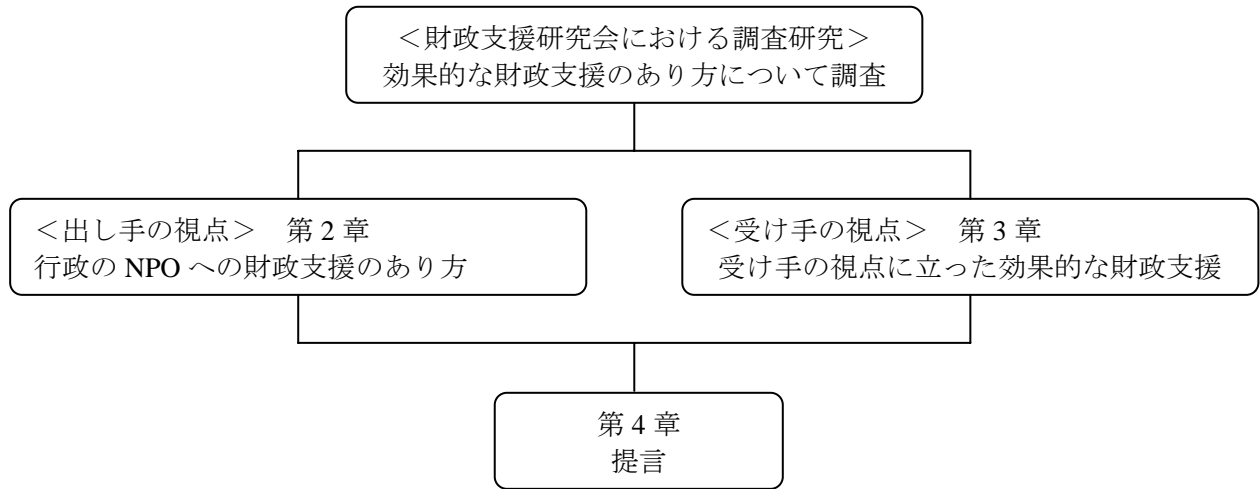 ＜財政支援研究会における調査研究＞
効果的な財政支援のあり方について調査
＜出し手の視点＞　第２章
行政の NPO への財政支援のあり方
＜受け手の視点＞　第３章
受け手の視点に立った効果的な財政支援
第４章
提言